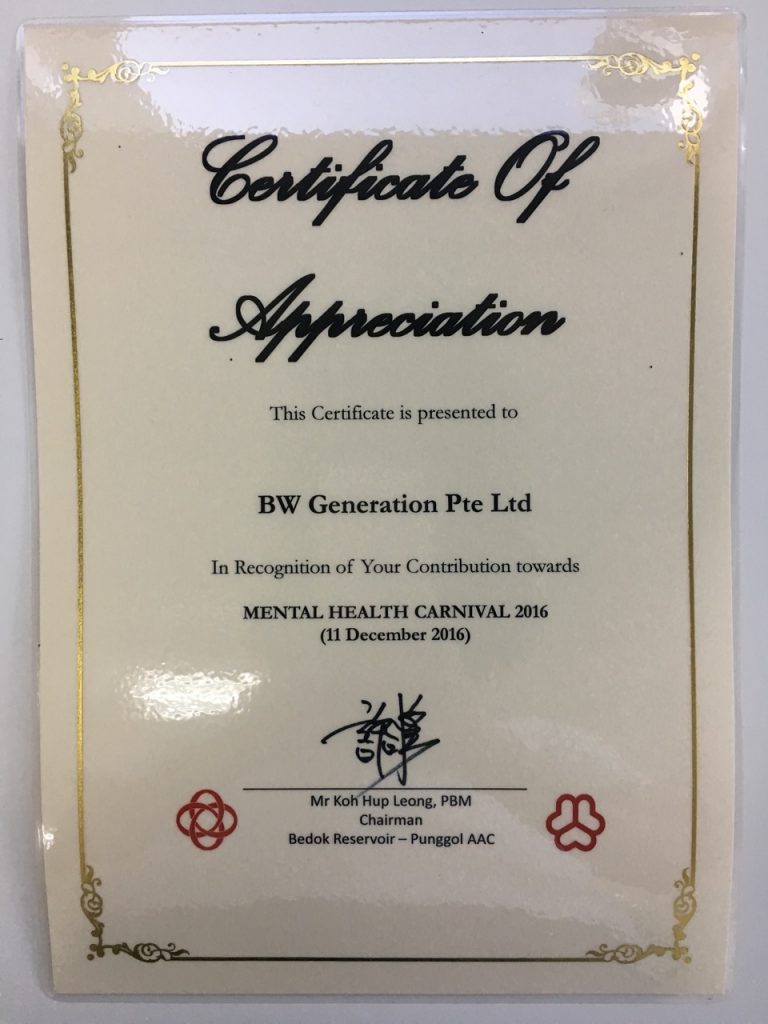 Certificate Of
Appreciation
This Certificate is presented to
BW Generation Pte Ltd
In Recognition of Your Contribution towards
MENTAL HEALTH CARNIVAL 2016
(11 December 2016)
Mr Koh Hup Leong, PBM
Chairman
Bedok Reservoir – Punggol AAC